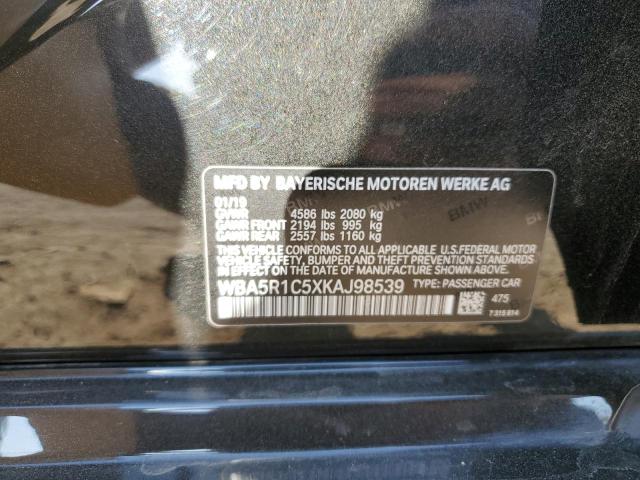 MFD BY BAYERISCHE MOTOREN WERKE AG
01/19
GVWR 4586 lbs 2080 kg
GAWR FRONT 2194 lbs 995 kg
GAWR REAR 2557 lbs 1160 kg
THIS VEHICLE CONFORMS TO ALL APPLICABLE U.S.FEDERAL MOTOR
VEHICLE SAFETY, BUMPER AND THEFT PREVENTION STANDARDS
IN EFFECT ON THE DATE OF MANUFACTURE SHOWN ABOVE.
WBA5R1C5XKAJ98539 TYPE: PASSENGER CAR
475
7 315 614
BMW